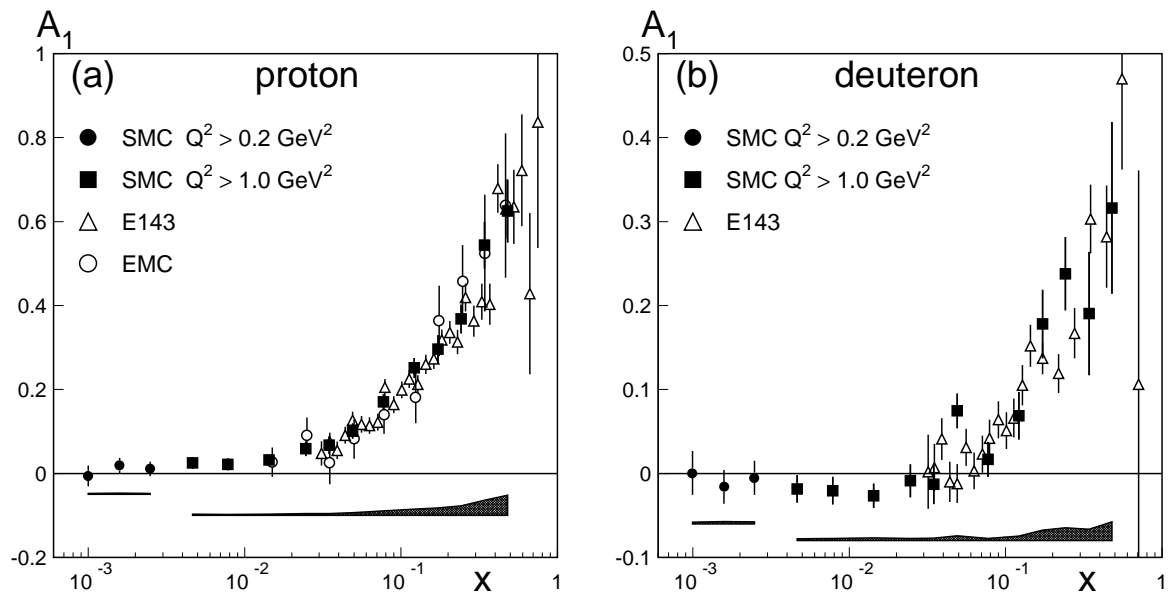 A₁
(a) proton
1
0.8
0.6
0.4
0.2
0
-0.2
SMC Q² > 0.2 GeV²
SMC Q² > 1.0 GeV²
E143
EMC
10⁻³ 10⁻² 10⁻¹ X 1
A₁
(b) deuteron
0.5
0.4
0.3
0.2
0.1
0
-0.1
SMC Q² > 0.2 GeV²
SMC Q² > 1.0 GeV²
E143
10⁻³ 10⁻² 10⁻¹ X 1